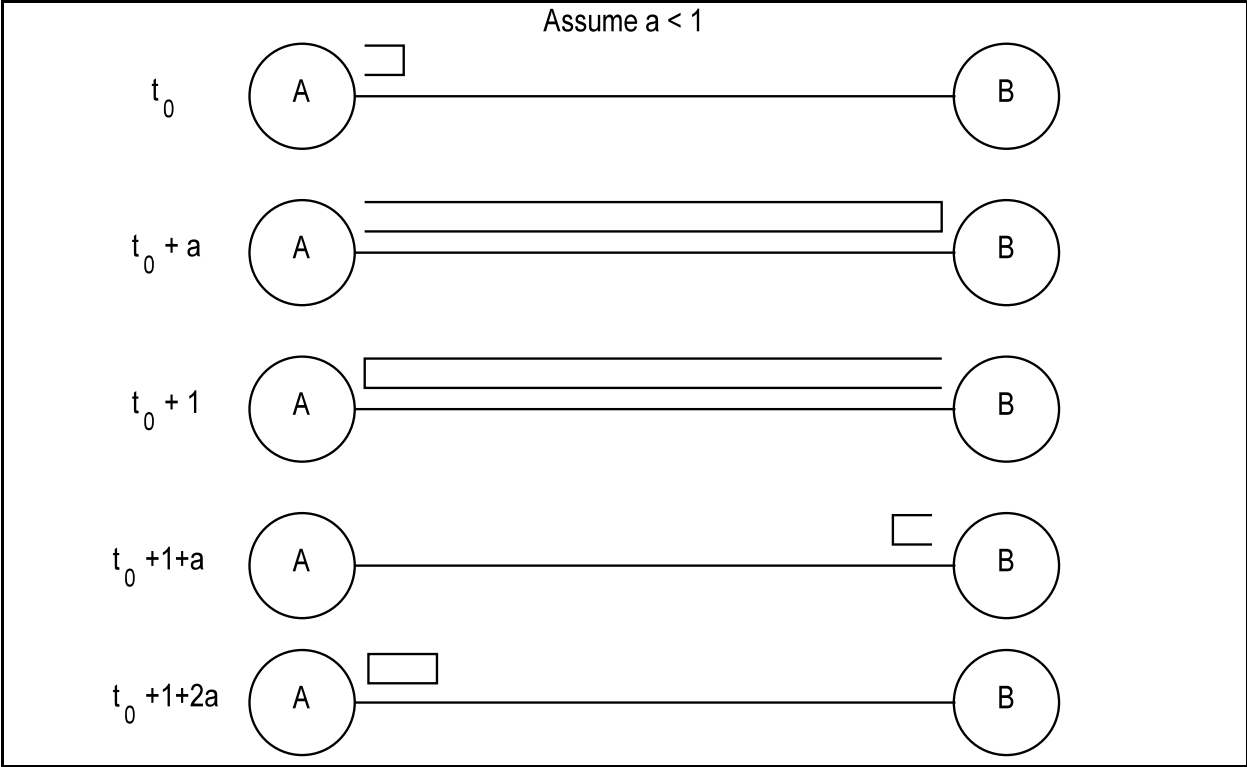 Assume a < 1
t0 A B
t0 + a A B
t0 + 1 A B
t0 +1+a A B
t0 +1+2a A B